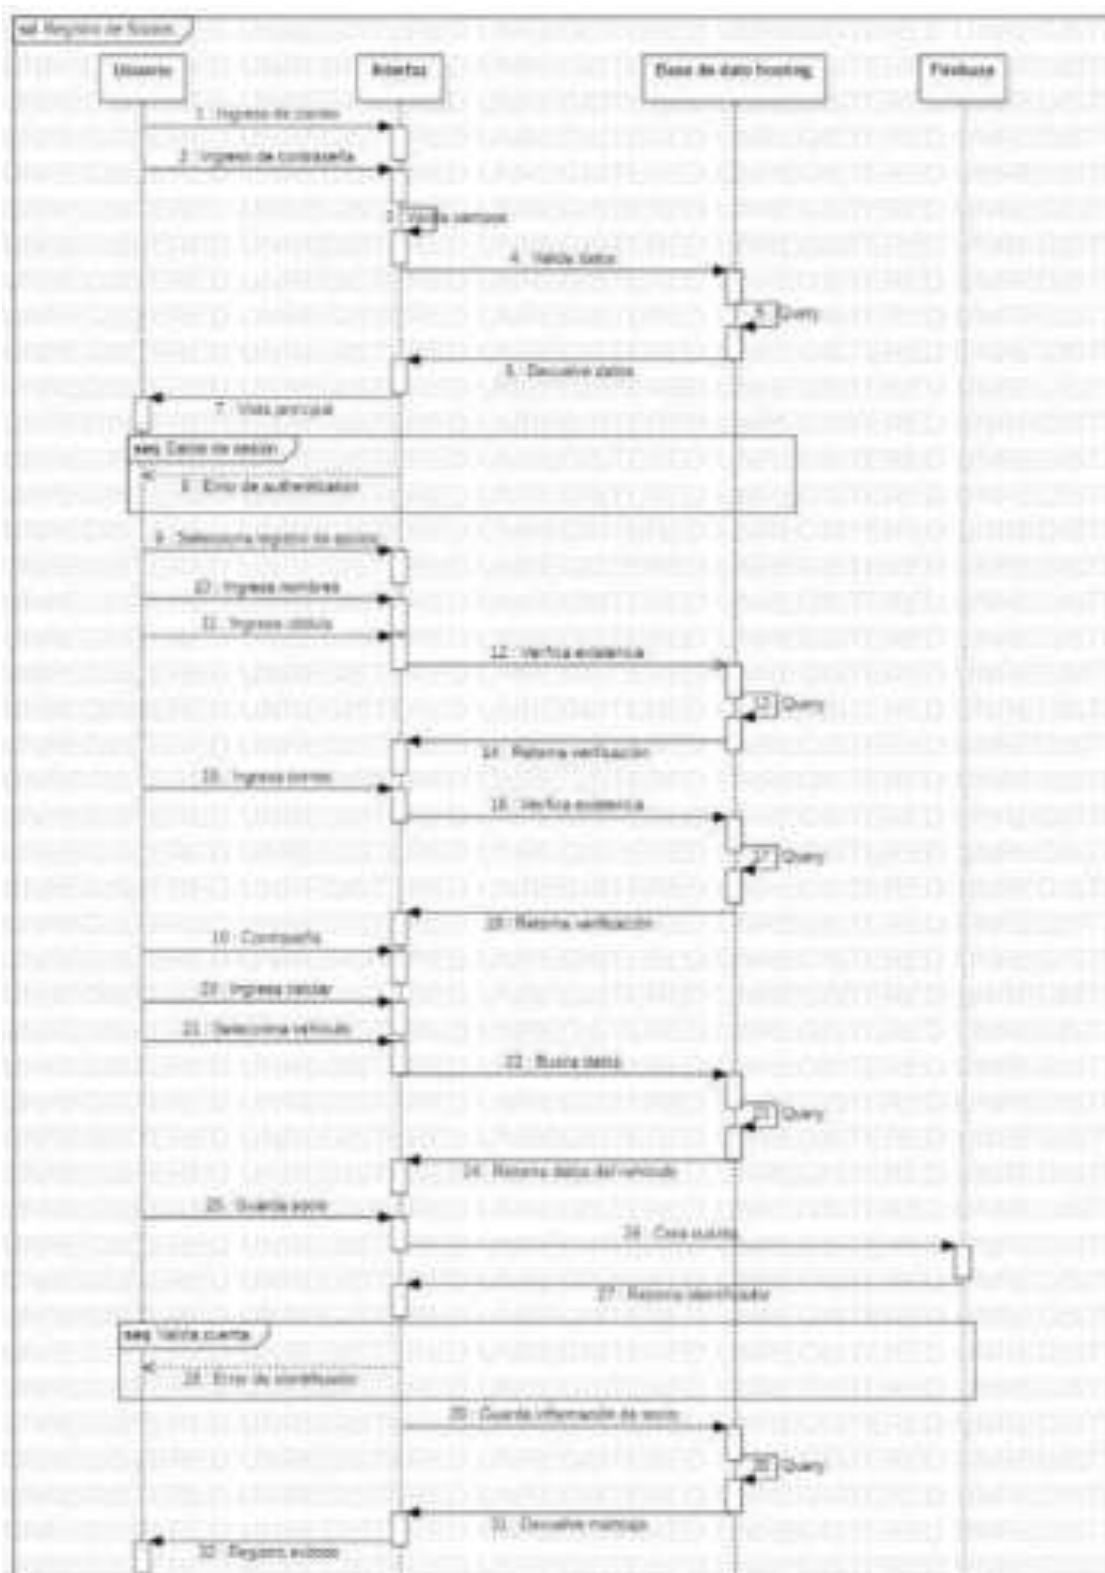 sd Registro de Socios
Usuario
Interfaz
Base de dato hosting
Firebase
1 : Ingreso de correo
2 : Ingreso de contraseña
3 : Valida campos
4 : Valida datos
5 : Query
6 : Devuelve datos
7 : Vista principal
seq
de sesión
8 : Error de authentication
9 : Selecciona registro de socios
10 : Ingresa nombres
11 : Ingresa cédula
12 : Verifica existencia
13 : Query
14 : Retorna verificación
15 : Ingresa correo
16 : Verifica existencia
17 : Query
18 : Retorna verificación
19 : Contraseña
20 : Ingresa celular
21 : Selecciona vehículo
22 : Busca datos
23 : Query
24 : Retorna datos del vehículo
25 : Guarda socio
26 : Crea cuenta
27 : Retorna identificador
seq Valida cuenta
28 : Error de identificador
29 : Guarda información de socio
30 : Query
31 : Devuelve mensaje
32 : Registro exitoso